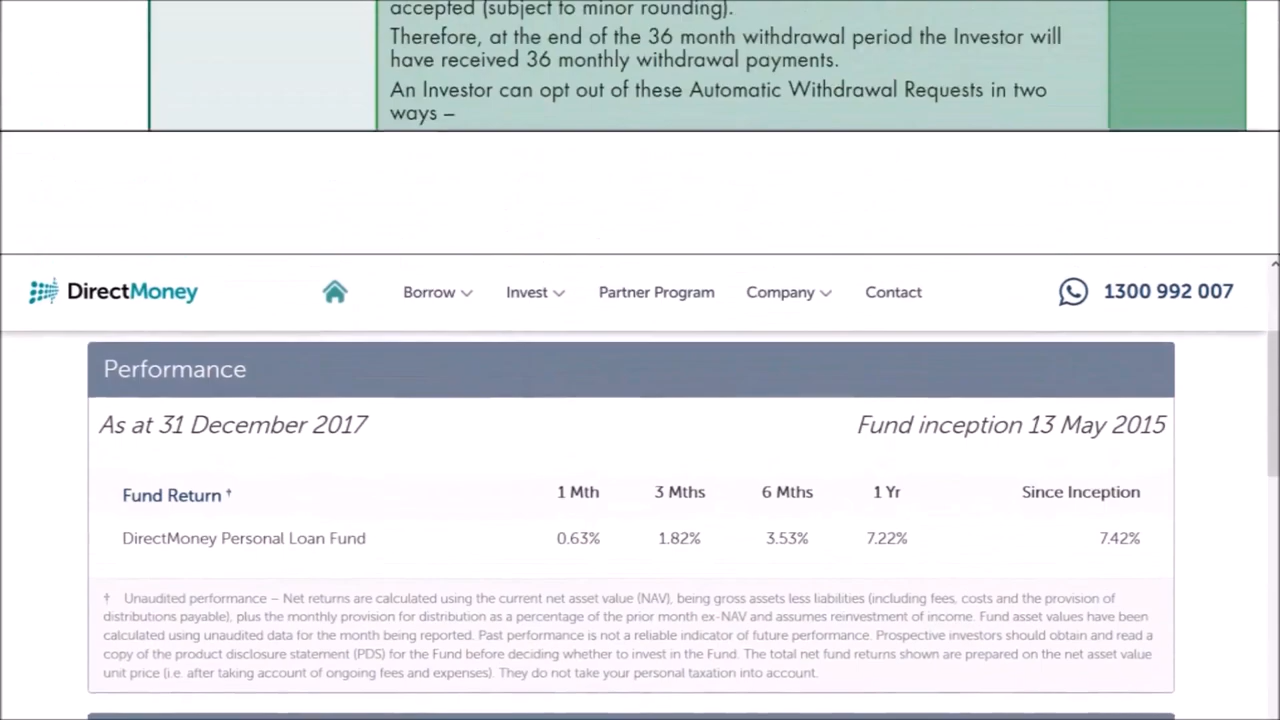 accepted (subject to minor rounding).
Therefore, at the end of the 36 month withdrawal period the Investor will
have received 36 monthly withdrawal payments.
An Investor can opt out of these Automatic Withdrawal Requests in two
ways –
DirectMoney Borrow Invest Partner Program Company Contact 1300 992 007
Performance
As at 31 December 2017 Fund inception 13 May 2015
Fund Return † 1 Mth 3 Mths 6 Mths 1 Yr Since Inception
DirectMoney Personal Loan Fund 0.63% 1.82% 3.53% 7.22% 7.42%
† Unaudited performance – Net returns are calculated using the current net asset value (NAV), being gross assets less liabilities (including fees, costs and the provision of
distributions payable), plus the monthly provision for distribution as a percentage of the prior month ex-NAV and assumes reinvestment of income. Fund asset values have been
calculated using unaudited data for the month being reported. Past performance is not a reliable indicator of future performance. Prospective investors should obtain and read a
copy of the product disclosure statement (PDS) for the Fund before deciding whether to invest in the Fund. The total net fund returns shown are prepared on the net asset value
unit price (i.e. after taking account of ongoing fees and expenses). They do not take your personal taxation into account.